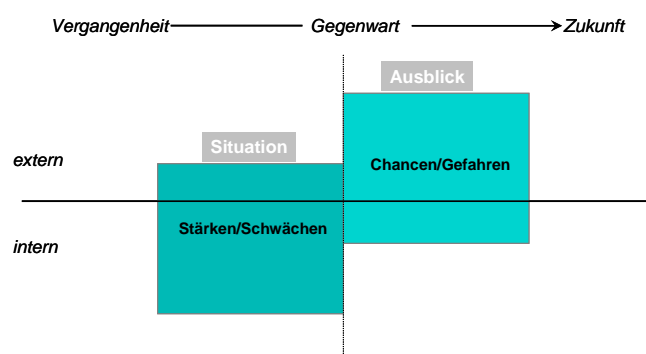 Vergangenheit Gegenwart Zukunft
Ausblick
Situation
extern
Chancen/Gefahren
Stärken/Schwächen
intern